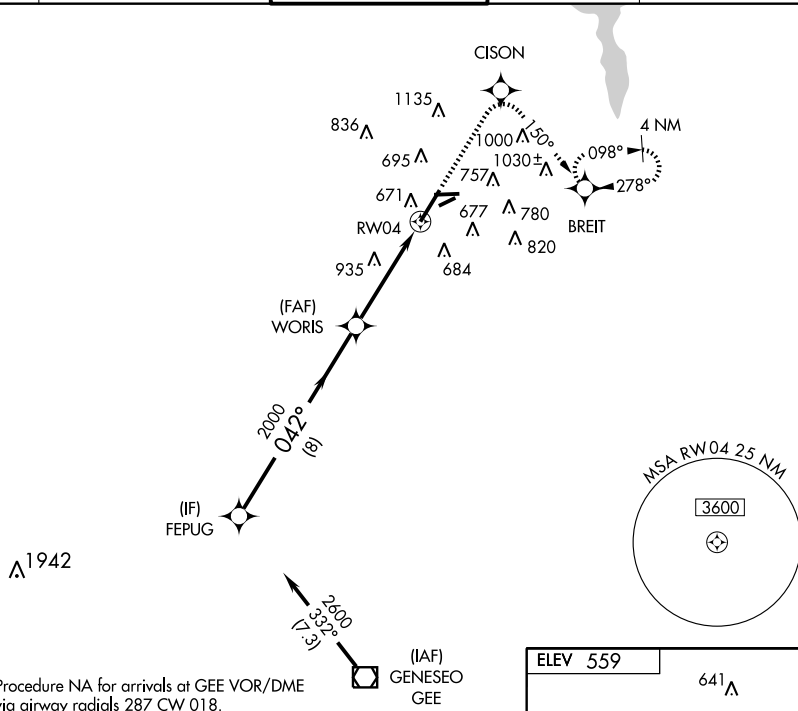 CISON
1135
836
4 NM
1000
150°
098°
1030±
695
757
278°
671
780
677
RW04
BREIT
820
935
684
(FAF)
WORIS
2000
042°
(8)
MSA RW04 25 NM
3600
(IF)
FEPUG
1942
2600
332°
(7.3)
(IAF)
GENESEO
GEE
ELEV 559
641
Procedure NA for arrivals at GEE VOR/DME
via airway radials 287 CW 018.